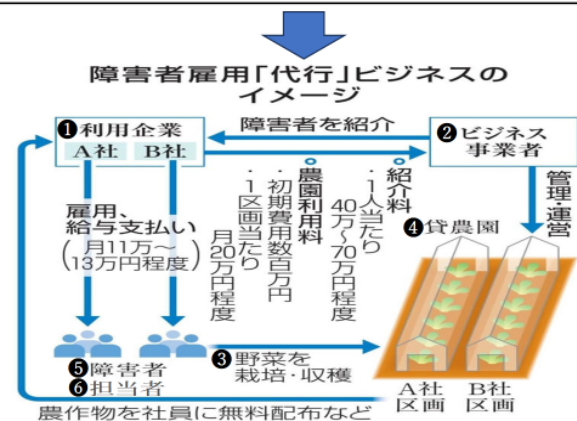 障害者雇用「代行」ビジネスの
イメージ
❶利用企業
A社 B社
障害者を紹介
❷ビジネス
事業者
紹介料
・1人当たり
40万〜70万円程度
農園利用料
・初期費用数百万円
・1区画当たり
月20万円程度
管理・運営
雇用、
給与支払い
(月11万〜
13万円程度)
❹貸農園
❺障害者
❻担当者
❸野菜を
栽培・収穫
A社
区画
B社
区画
農作物を社員に無料配布など